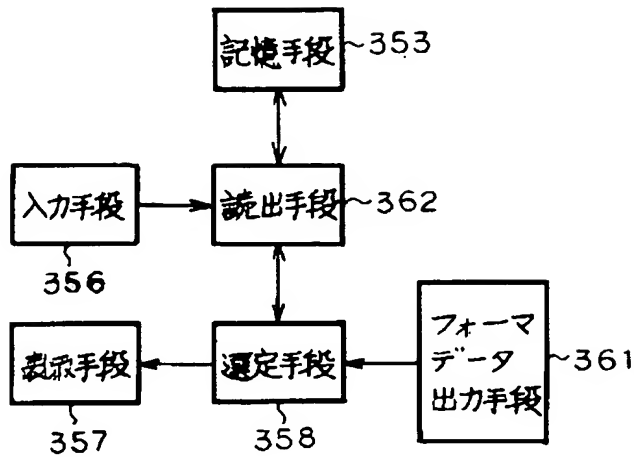 記憶手段
353
入力手段
読出手段
362
356
フォーマ
データ
出力手段
361
表示手段
選定手段
357
358